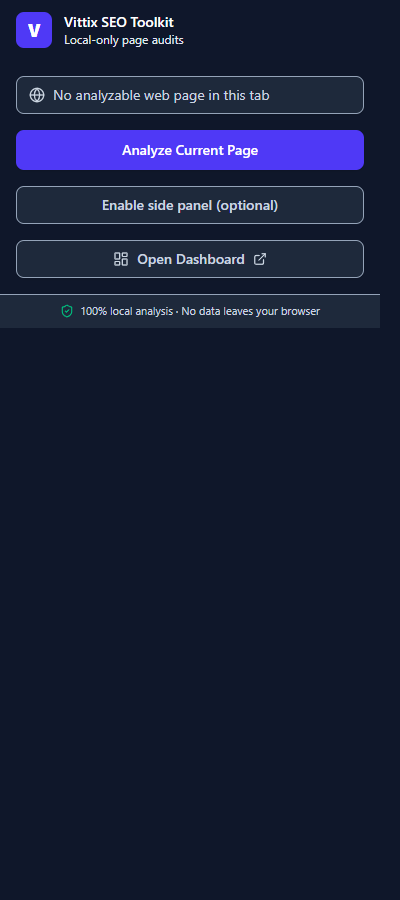 V
Vittix SEO Toolkit
Local-only page audits
No analyzable web page in this tab
Analyze Current Page
Enable side panel (optional)
Open Dashboard
100% local analysis · No data leaves your browser